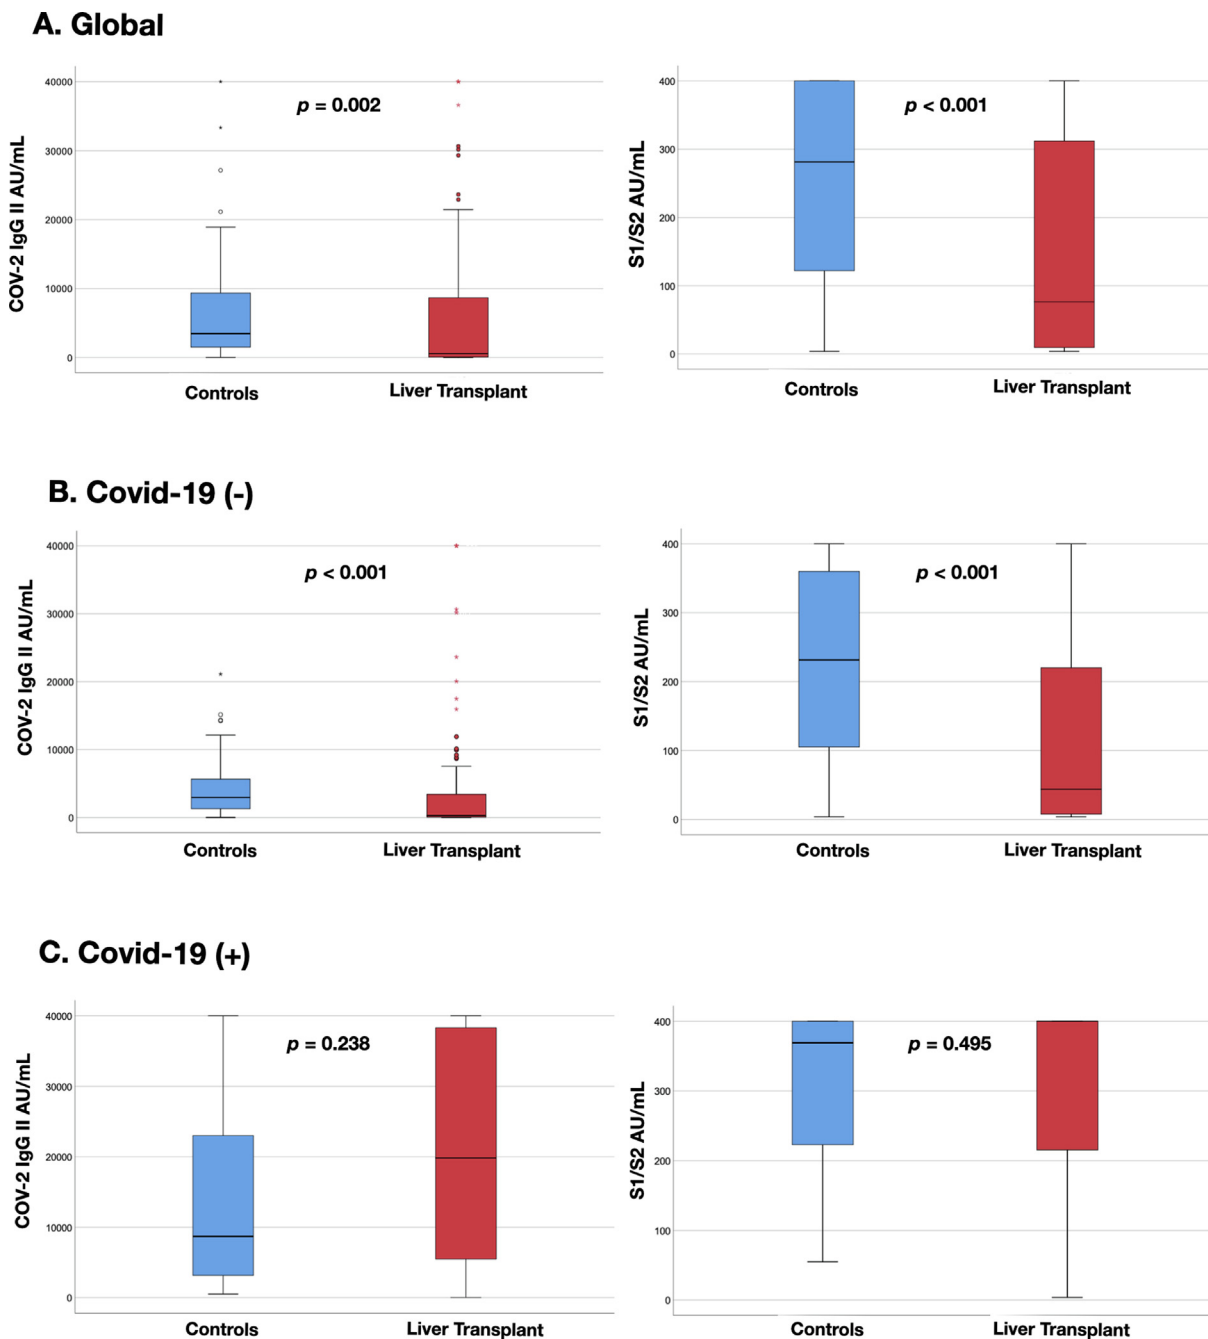 A. Global
COV-2 IgG II AU/mL
40000
30000
20000
10000
0
p = 0.002
Controls
Liver Transplant
S1/S2 AU/mL
400
300
200
100
0
p < 0.001
Controls
Liver Transplant
B. Covid-19 (-)
COV-2 IgG II AU/mL
40000
30000
20000
10000
0
p < 0.001
Controls
Liver Transplant
S1/S2 AU/mL
400
300
200
100
0
p < 0.001
Controls
Liver Transplant
C. Covid-19 (+)
COV-2 IgG II AU/mL
40000
30000
20000
10000
0
p = 0.238
Controls
Liver Transplant
S1/S2 AU/mL
400
300
200
100
0
p = 0.495
Controls
Liver Transplant